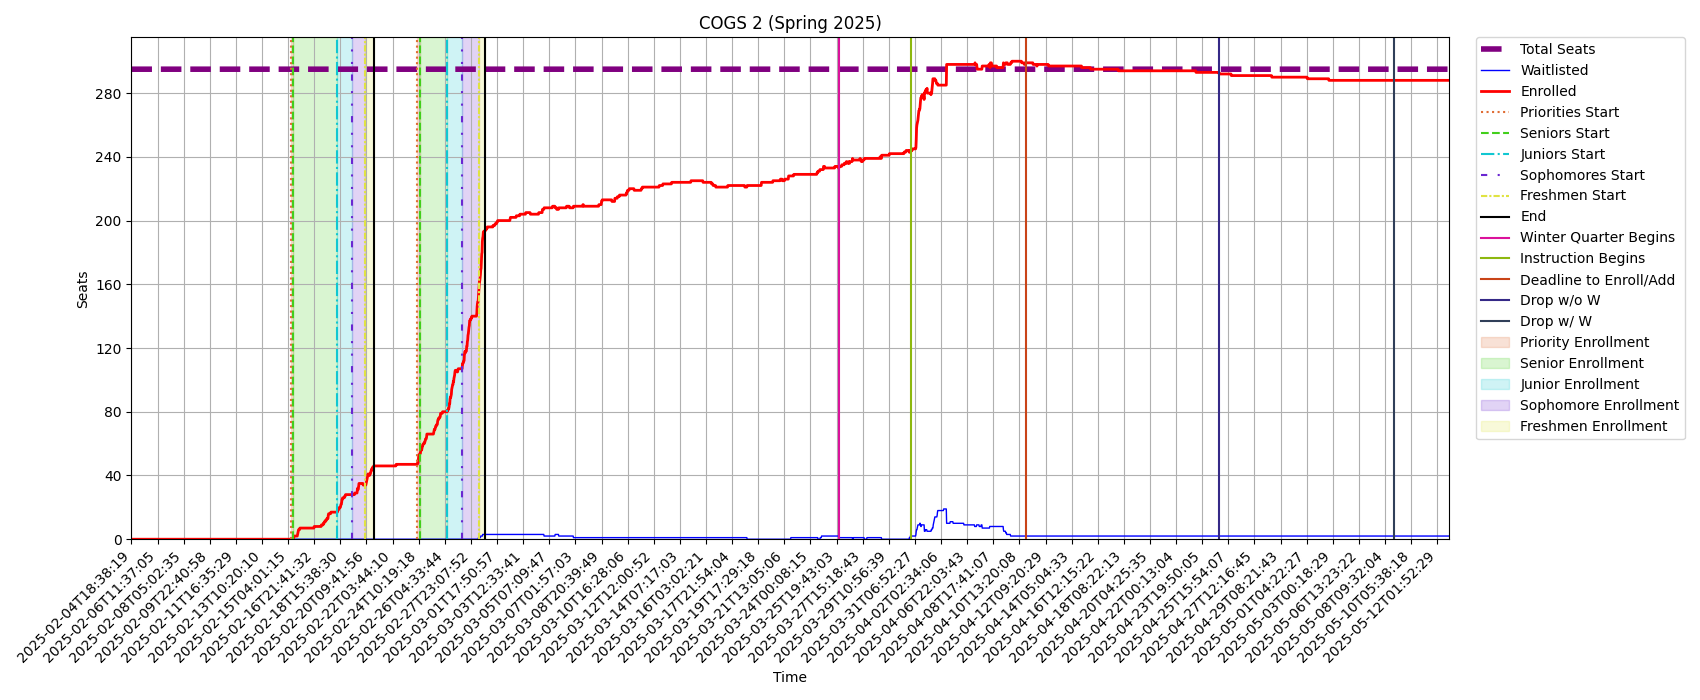 COGS 2 (Spring 2025)
Seats
280
240
200
160
120
80
40
0
2025-02-04T18:38:19
2025-02-06T11:37:05
2025-02-08T05:02:35
2025-02-09T22:40:58
2025-02-11T16:35:29
2025-02-13T10:20:10
2025-02-15T04:01:15
2025-02-16T21:41:32
2025-02-18T15:38:30
2025-02-20T09:41:56
2025-02-22T03:44:10
2025-02-24T10:19:18
2025-02-26T04:33:44
2025-02-27T23:07:52
2025-03-01T17:50:57
2025-03-03T12:33:41
2025-03-05T07:09:47
2025-03-07T01:57:03
2025-03-08T20:39:49
2025-03-10T16:28:06
2025-03-12T12:00:52
2025-03-14T07:17:03
2025-03-16T03:02:21
2025-03-17T21:54:04
2025-03-19T17:29:18
2025-03-21T13:05:06
2025-03-24T00:08:15
2025-03-25T19:43:03
2025-03-27T15:18:43
2025-03-29T10:56:39
2025-03-31T06:52:27
2025-04-02T02:34:06
2025-04-06T22:03:43
2025-04-08T17:41:07
2025-04-10T13:20:08
2025-04-12T09:20:29
2025-04-14T05:04:33
2025-04-16T12:15:22
2025-04-18T08:22:13
2025-04-20T04:25:35
2025-04-22T00:13:04
2025-04-23T19:50:05
2025-04-25T15:54:07
2025-04-27T12:16:45
2025-04-29T08:21:43
2025-05-01T04:22:27
2025-05-03T00:18:29
2025-05-06T13:23:22
2025-05-08T09:32:04
2025-05-10T05:38:18
2025-05-12T01:52:29
Time
Total Seats
Waitlisted
Enrolled
Priorities Start
Seniors Start
Juniors Start
Sophomores Start
Freshmen Start
End
Winter Quarter Begins
Instruction Begins
Deadline to Enroll/Add
Drop w/o W
Drop w/ W
Priority Enrollment
Senior Enrollment
Junior Enrollment
Sophomore Enrollment
Freshmen Enrollment